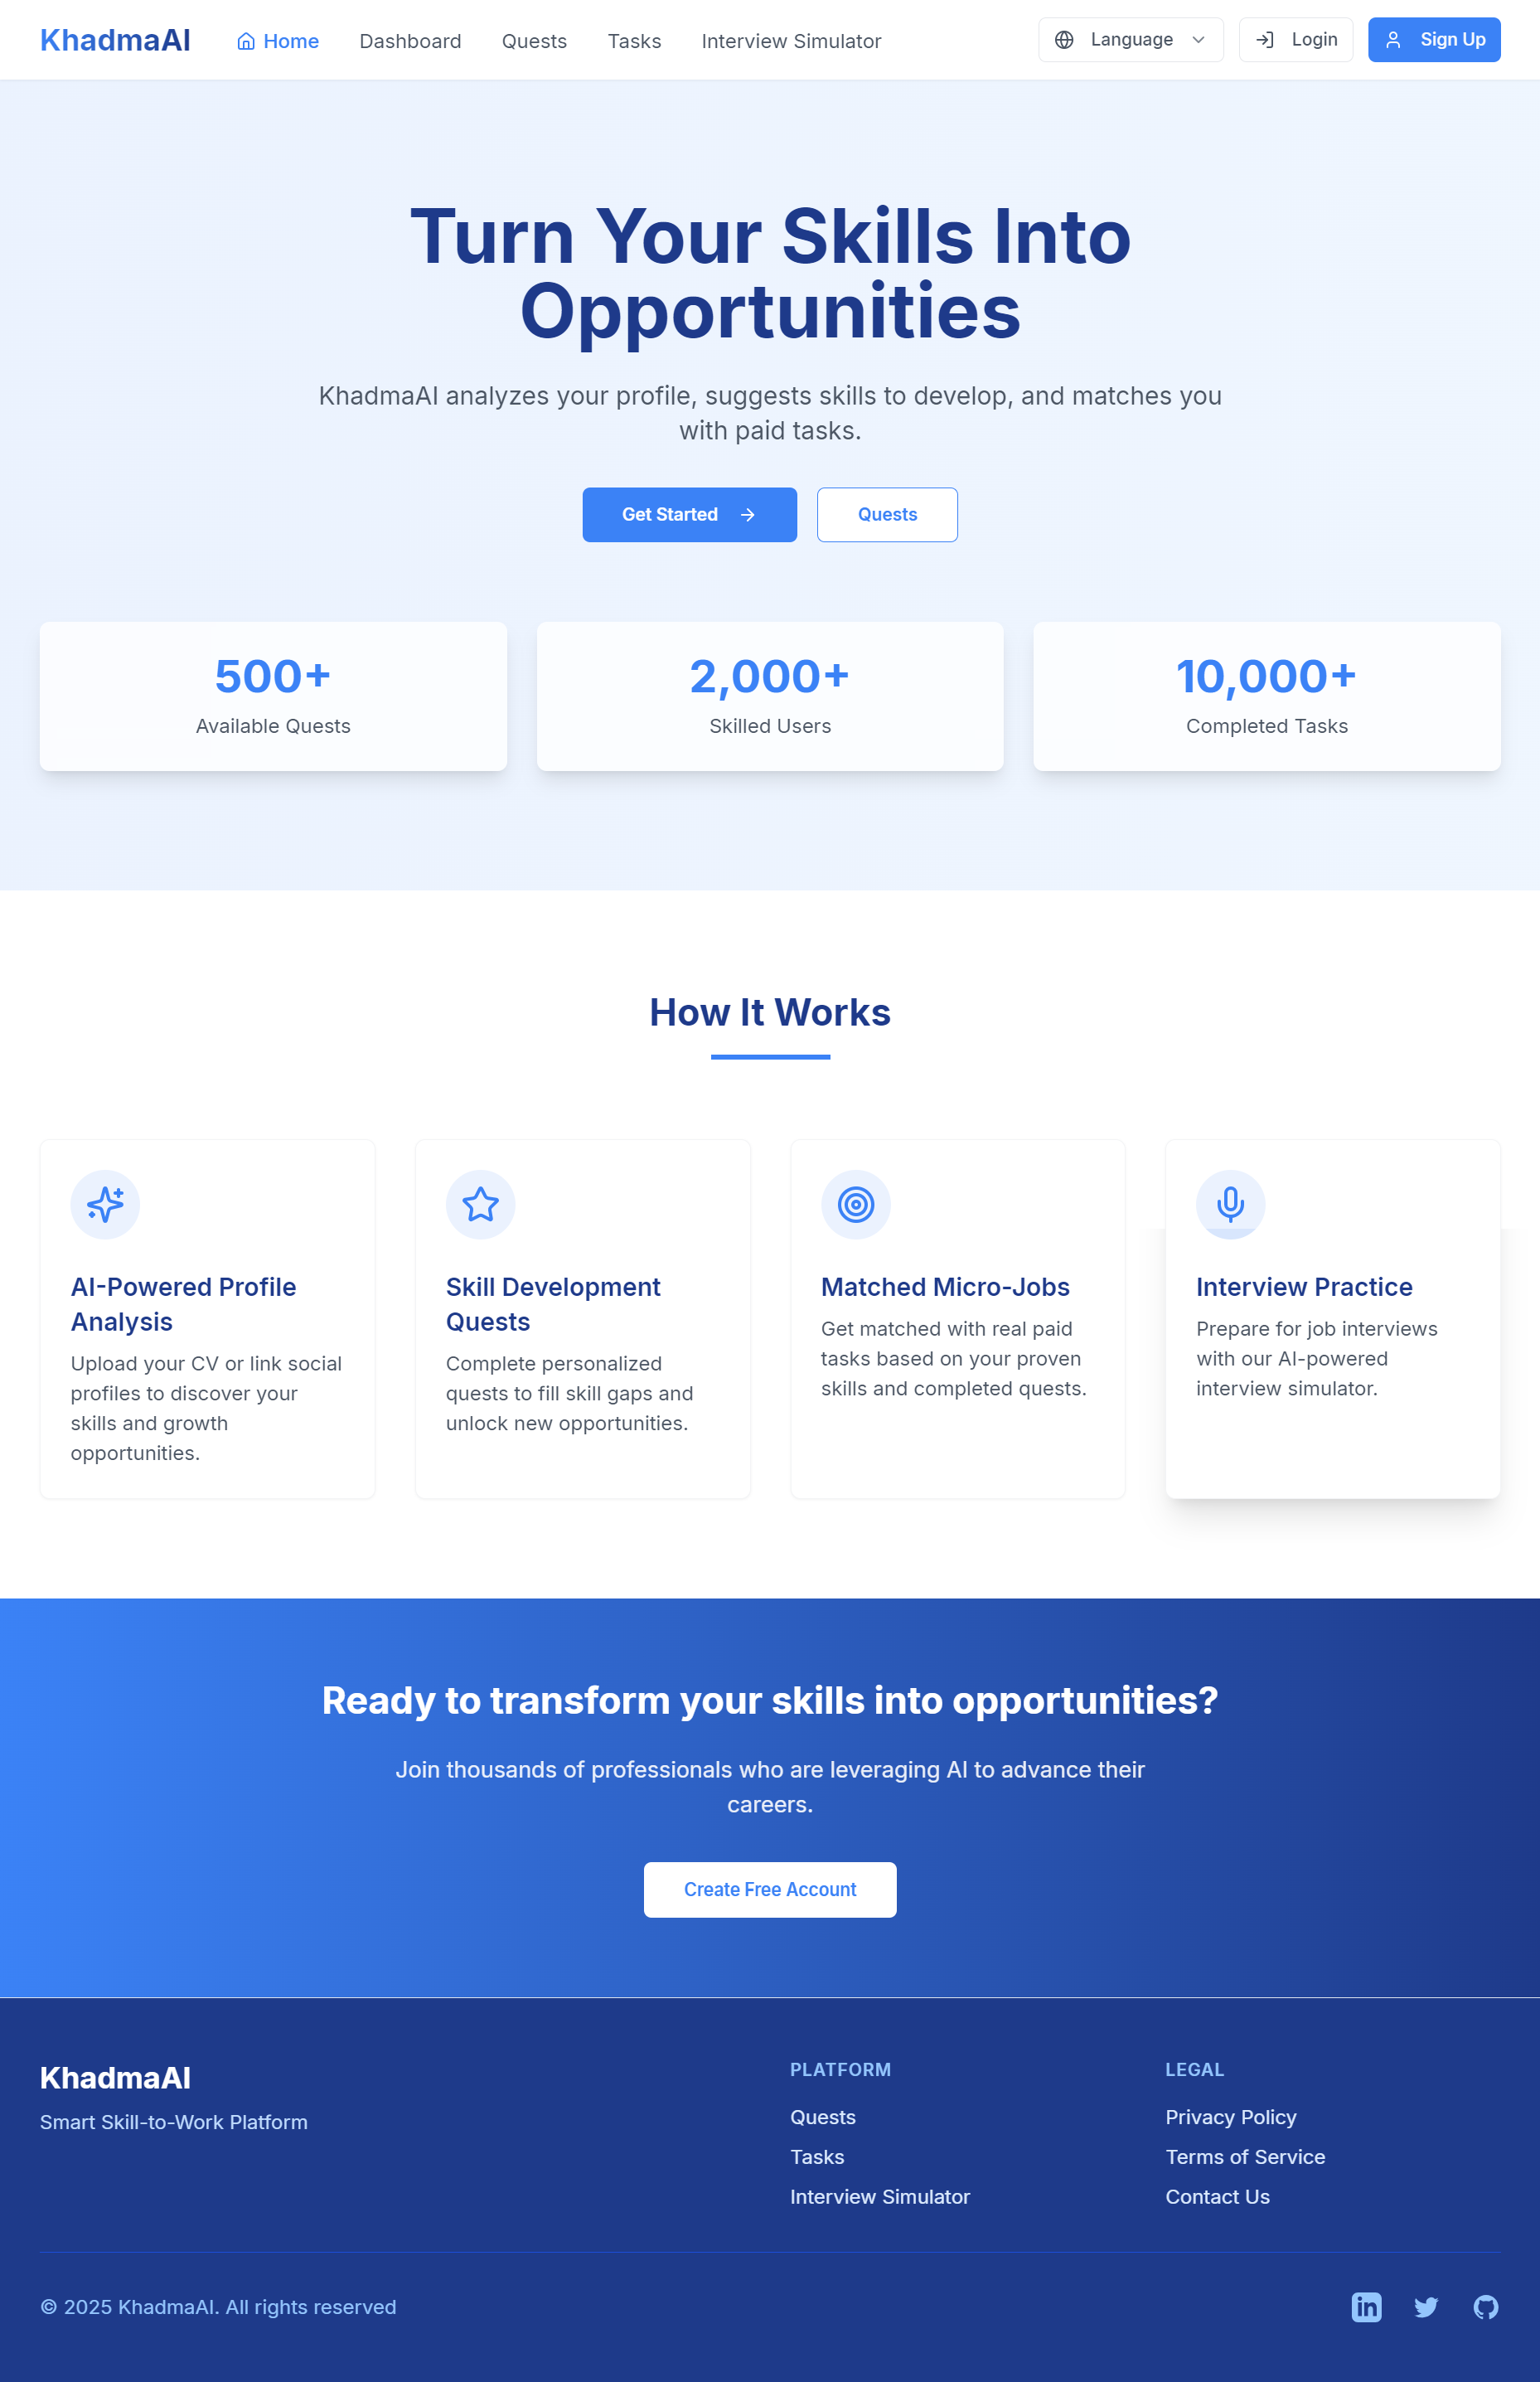 KhadmaAI
Home
Dashboard
Quests
Tasks
Interview Simulator
Language
Login
Sign Up
Turn Your Skills Into
Opportunities
KhadmaAI analyzes your profile, suggests skills to develop, and matches you
with paid tasks.
Get Started
Quests
500+
Available Quests
2,000+
Skilled Users
10,000+
Completed Tasks
How It Works
AI-Powered Profile
Analysis
Upload your CV or link social
profiles to discover your
skills and growth
opportunities.
Skill Development
Quests
Complete personalized
quests to fill skill gaps and
unlock new opportunities.
Matched Micro-Jobs
Get matched with real paid
tasks based on your proven
skills and completed quests.
Interview Practice
Prepare for job interviews
with our AI-powered
interview simulator.
Ready to transform your skills into opportunities?
Join thousands of professionals who are leveraging AI to advance their
careers.
Create Free Account
KhadmaAI
Smart Skill-to-Work Platform
PLATFORM
Quests
Tasks
Interview Simulator
LEGAL
Privacy Policy
Terms of Service
Contact Us
© 2025 KhadmaAI. All rights reserved